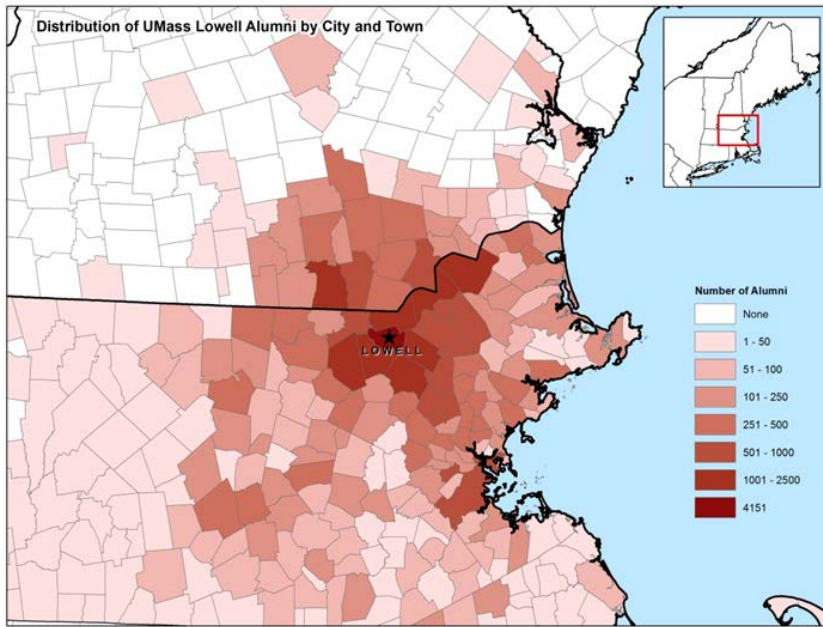 Distribution of UMass Lowell Alumni by City and Town
LOWELL
Number of Alumni
None
1 - 50
51 - 100
101 - 250
251 - 500
501 - 1000
1001 - 2500
4151